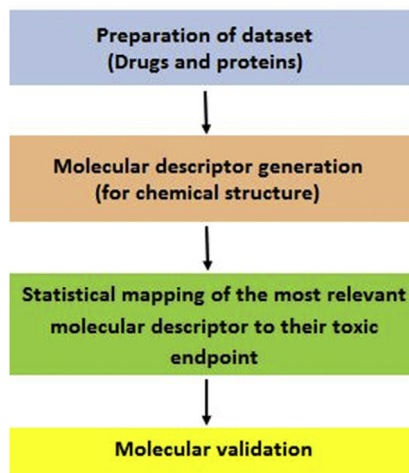 Preparation of dataset
(Drugs and proteins)
Molecular descriptor generation
(for chemical structure)
Statistical mapping of the most relevant
molecular descriptor to their toxic
endpoint
Molecular validation